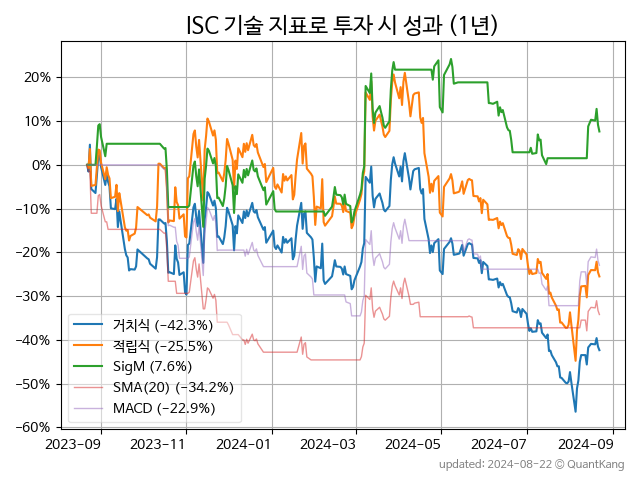 ISC 기술 지표로 투자 시 성과 (1년)
20%
10%
0%
−10%
−20%
−30%
−40%
−50%
−60%
거치식 (−42.3%)
적립식 (−25.5%)
SigM (7.6%)
SMA(20) (−34.2%)
MACD (−22.9%)
2023-09 2023-11 2024-01 2024-03 2024-05 2024-07 2024-09
updated: 2024-08-22 @ QuantKang